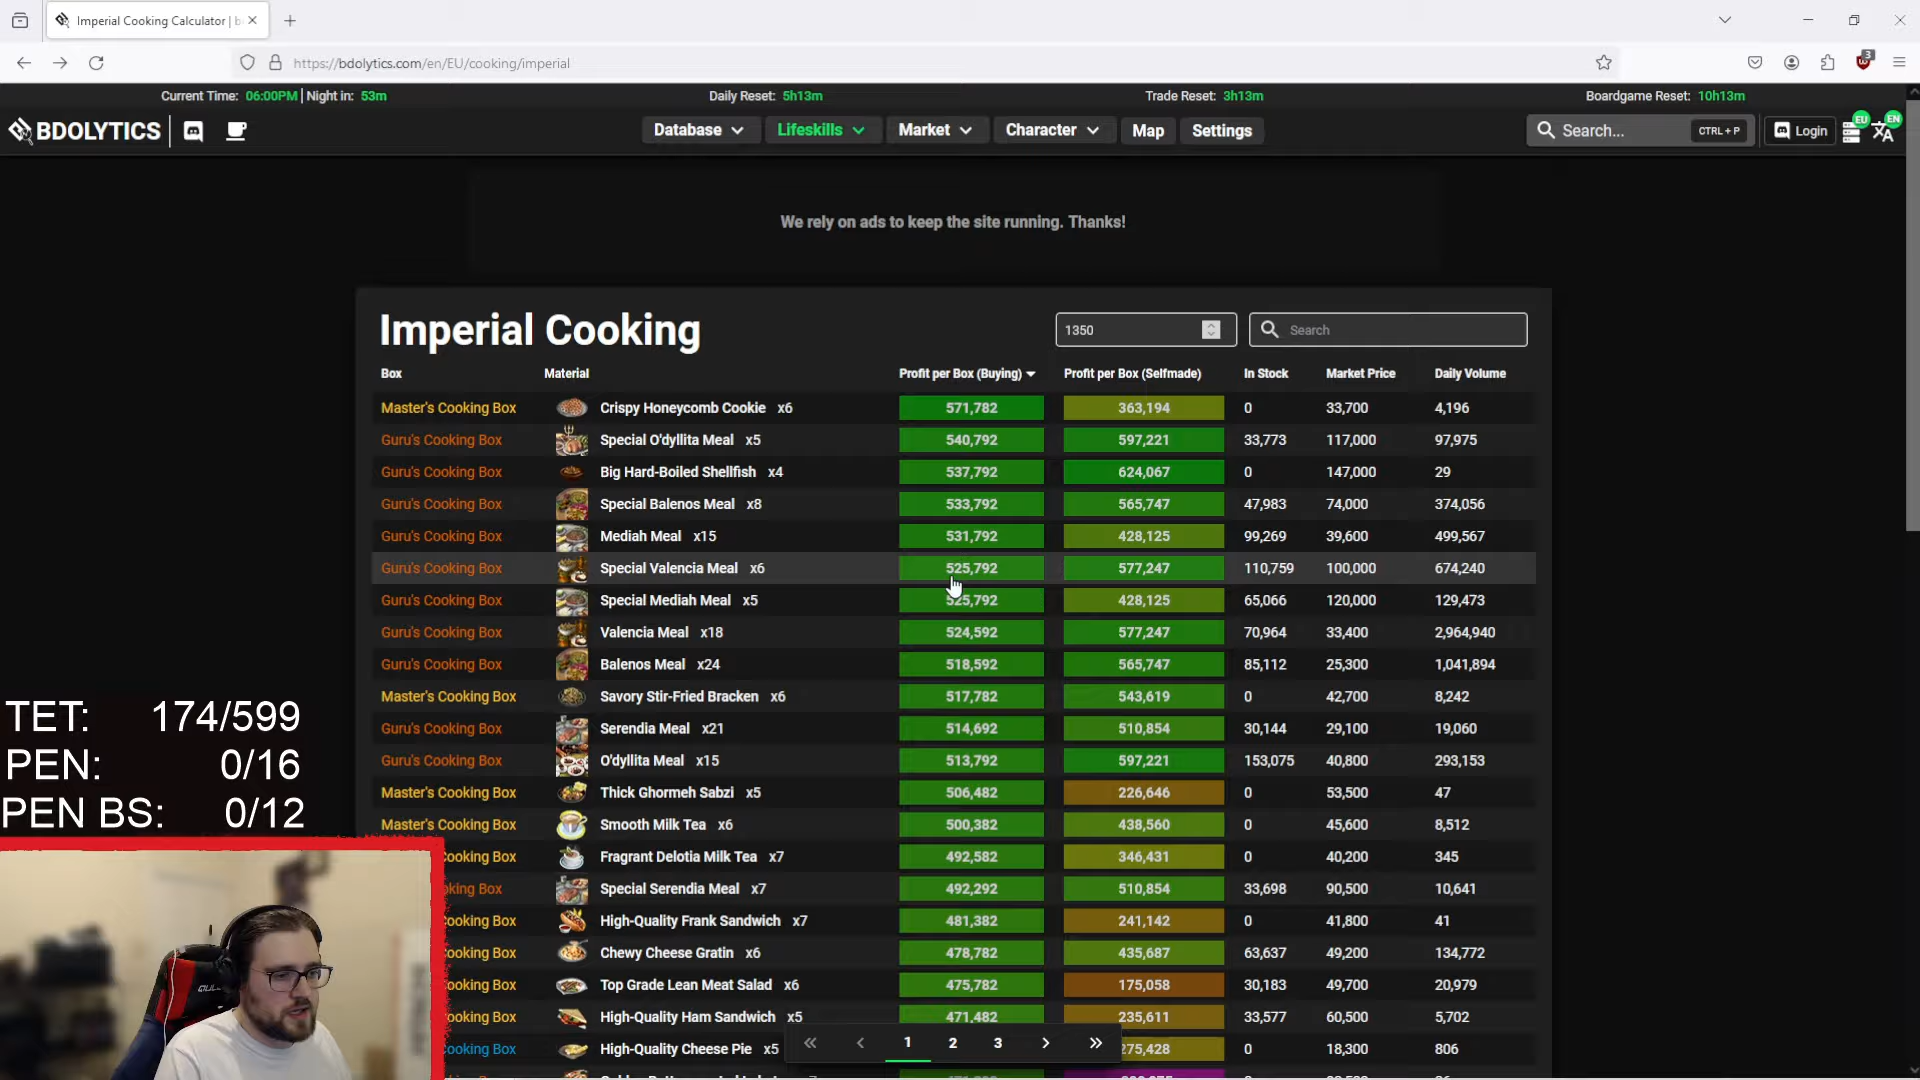 Imperial Cooking Calculator | b
https://bdolytics.com/en/EU/cooking/imperial
3
Current Time: 06:00PM | Night in: 53m
Daily Reset: 5h13m
Trade Reset: 3h13m
Boardgame Reset: 10h13m
BDOLYTICS
Database
Lifeskills
Market
Character
Map
Settings
Search...
CTRL + P
Login
EU
EN
We rely on ads to keep the site running. Thanks!
Imperial Cooking
1350
Search
Box Material Profit per Box (Buying) Profit per Box (Selfmade) In Stock Market Price Daily Volume
Master's Cooking Box Crispy Honeycomb Cookie x6 571,782 363,194 0 33,700 4,196
Guru's Cooking Box Special O'dyllita Meal x5 540,792 597,221 33,773 117,000 97,975
Guru's Cooking Box Big Hard-Boiled Shellfish x4 537,792 624,067 0 147,000 29
Guru's Cooking Box Special Balenos Meal x8 533,792 565,747 47,983 74,000 374,056
Guru's Cooking Box Mediah Meal x15 531,792 428,125 99,269 39,600 499,567
Guru's Cooking Box Special Valencia Meal x6 525,792 577,247 110,759 100,000 674,240
Guru's Cooking Box Special Mediah Meal x5 525,792 428,125 65,066 120,000 129,473
Guru's Cooking Box Valencia Meal x18 524,592 577,247 70,964 33,400 2,964,940
Guru's Cooking Box Balenos Meal x24 518,592 565,747 85,112 25,300 1,041,894
Master's Cooking Box Savory Stir-Fried Bracken x6 517,782 543,619 0 42,700 8,242
Guru's Cooking Box Serendia Meal x21 514,692 510,854 30,144 29,100 19,060
Guru's Cooking Box O'dyllita Meal x15 513,792 597,221 153,075 40,800 293,153
Master's Cooking Box Thick Ghormeh Sabzi x5 506,482 226,646 0 53,500 47
Master's Cooking Box Smooth Milk Tea x6 500,382 438,560 0 45,600 8,512
ooking Box Fragrant Delotia Milk Tea x7 492,582 346,431 0 40,200 345
king Box Special Serendia Meal x7 492,292 510,854 33,698 90,500 10,641
ooking Box High-Quality Frank Sandwich x7 481,382 241,142 0 41,800 41
ooking Box Chewy Cheese Gratin x6 478,782 435,687 63,637 49,200 134,772
ooking Box Top Grade Lean Meat Salad x6 475,782 175,058 30,183 49,700 20,979
ooking Box High-Quality Ham Sandwich x5 471,482 235,611 33,577 60,500 5,702
ooking Box High-Quality Cheese Pie x5 275,428 0 18,300 806
« ‹ 1 2 3 › »
TET: 174/599
PEN: 0/16
PEN BS: 0/12